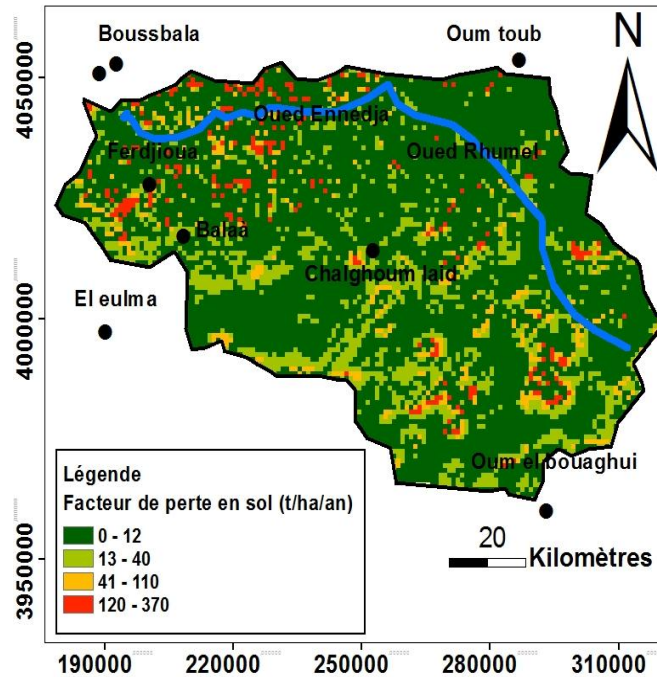 Boussbala
Oum toub
N
4050000
Oued Ennedja
Ferdjioua
Oued Rhumel
Balaa
Chalghoum laid
El eulma
4000000
Oum el bouaghui
Légende
Facteur de perte en sol (t/ha/an)
0 - 12
13 - 40
41 - 110
120 - 370
20
Kilomètres
3950000
190000 220000 250000 280000 310000